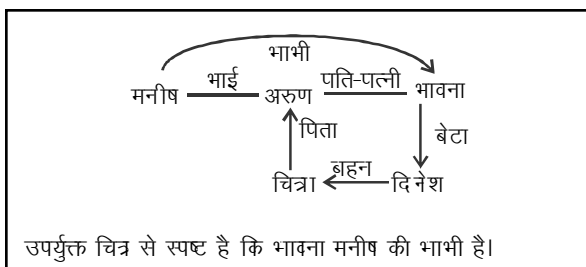 भाभी
मनीष भाई अरुण पति-पत्नी भावना
पिता बेटा
चित्रा बहन दिनेश
उपर्युक्त चित्र से स्पष्ट है कि भावना मनीष की भाभी है।